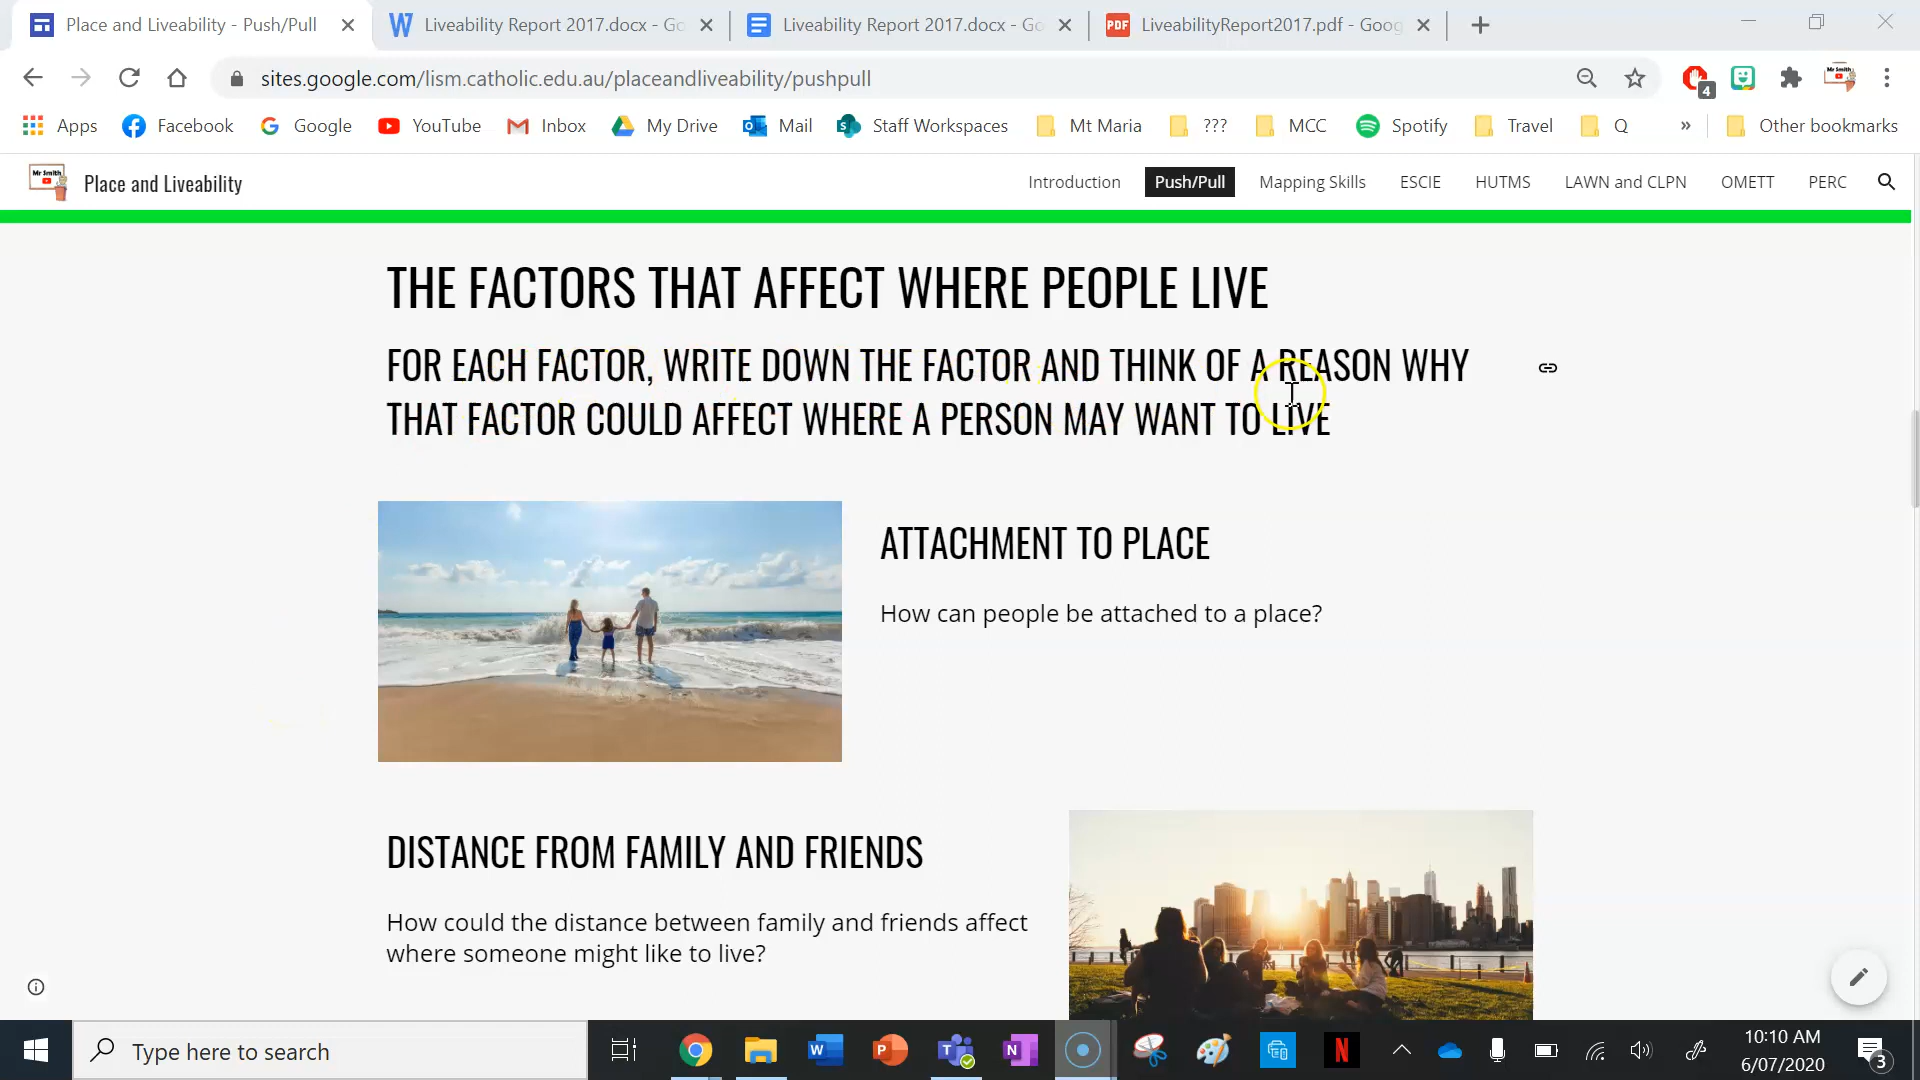 Place and Liveability - Push/Pull
Liveability Report 2017.docx - Go
Liveability Report 2017.docx - Go
PDF
LiveabilityReport2017.pdf - Goog
sites.google.com/lism.catholic.edu.au/placeandliveability/pushpull
4
Apps
Facebook
Google
YouTube
Inbox
My Drive
Mail
Staff Workspaces
Mt Maria
???
MCC
Spotify
Travel
Q
»
Other bookmarks
Mr Smith
Place and Liveability
Introduction
Push/Pull
Mapping Skills
ESCIE
HUTMS
LAWN and CLPN
OMETT
PERC
THE FACTORS THAT AFFECT WHERE PEOPLE LIVE
FOR EACH FACTOR, WRITE DOWN THE FACTOR AND THINK OF A REASON WHY
THAT FACTOR COULD AFFECT WHERE A PERSON MAY WANT TO LIVE
ATTACHMENT TO PLACE
How can people be attached to a place?
DISTANCE FROM FAMILY AND FRIENDS
How could the distance between family and friends affect
where someone might like to live?
Type here to search
10:10 AM
6/07/2020
3